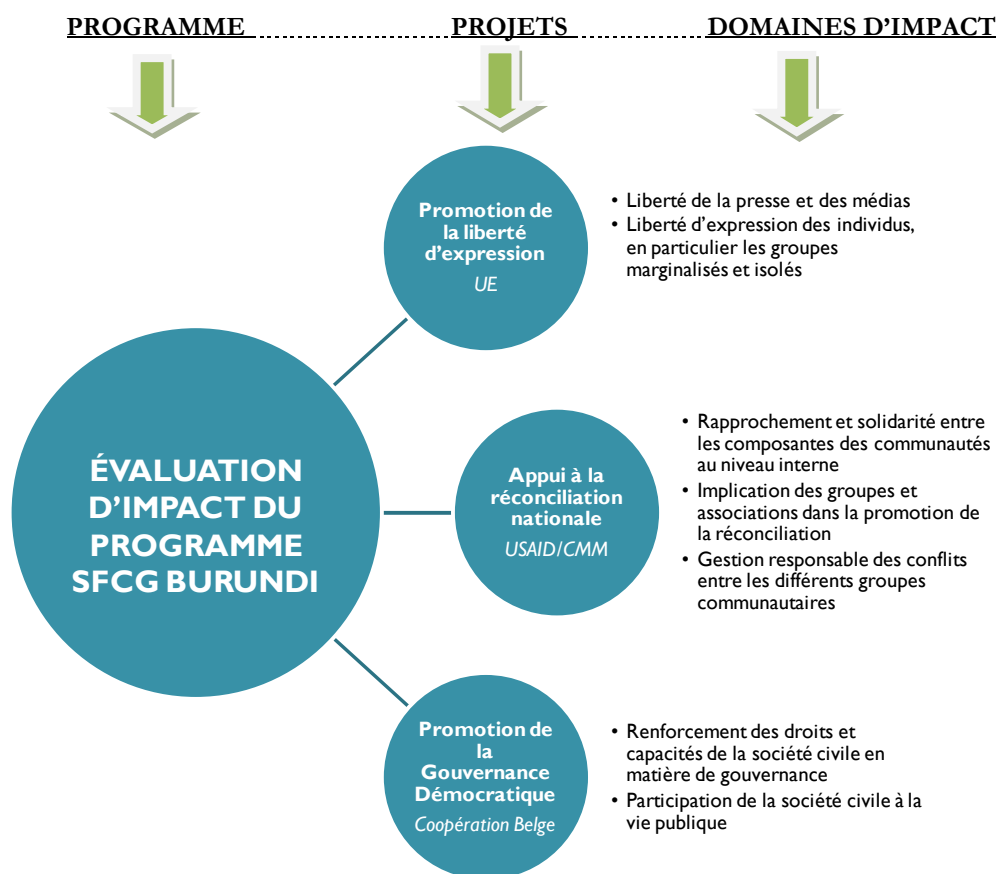 PROGRAMME PROJETS DOMAINES D'IMPACT
Promotion de
la liberté
d'expression
UE
• Liberté de la presse et des médias
• Liberté d'expression des individus,
en particulier les groupes
marginalisés et isolés
ÉVALUATION
D'IMPACT DU
PROGRAMME
SFCG BURUNDI
Appui à la
réconciliation
nationale
USAID/CMM
• Rapprochement et solidarité entre
les composantes des communautés
au niveau interne
• Implication des groupes et
associations dans la promotion de
la réconciliation
• Gestion responsable des conflits
entre les différents groupes
communautaires
Promotion de
la
Gouvernance
Démocratique
Coopération Belge
• Renforcement des droits et
capacités de la société civile en
matière de gouvernance
• Participation de la société civile à la
vie publique